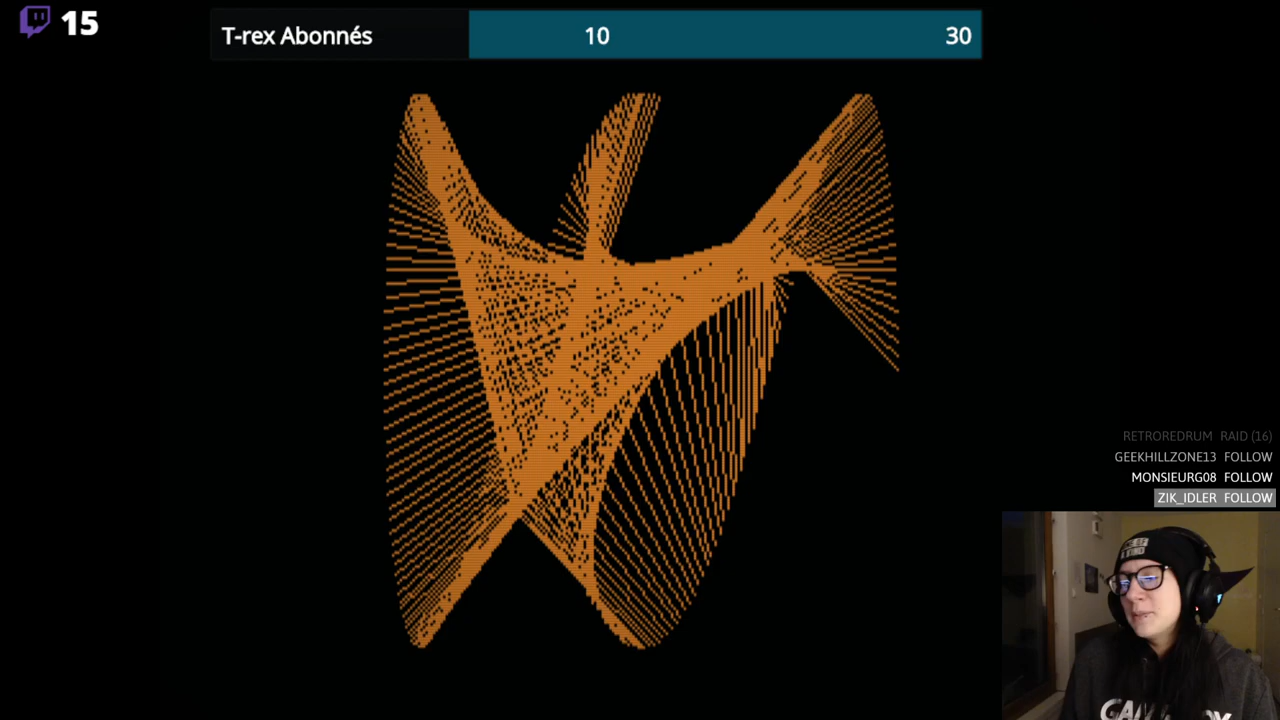 15
T-rex Abonnés 10 30
RETROREDRUM RAID (16)
GEEKHILLZONE13 FOLLOW
MONSIEURG08 FOLLOW
ZIK_IDLER FOLLOW